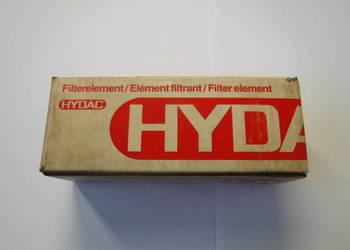 Filterelement / Elément filtrant / Filter element
HYDAC
HYDA